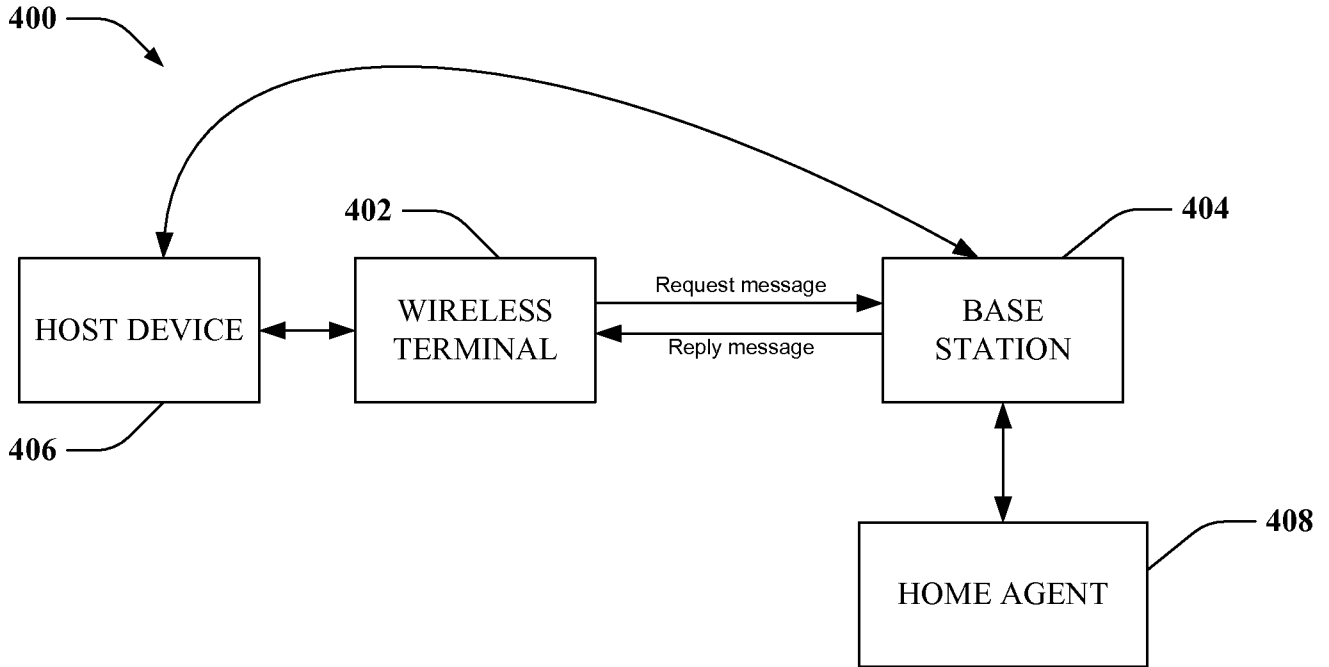 400
402
404
HOST DEVICE
WIRELESS
TERMINAL
Request message
Reply message
BASE
STATION
406
408
HOME AGENT